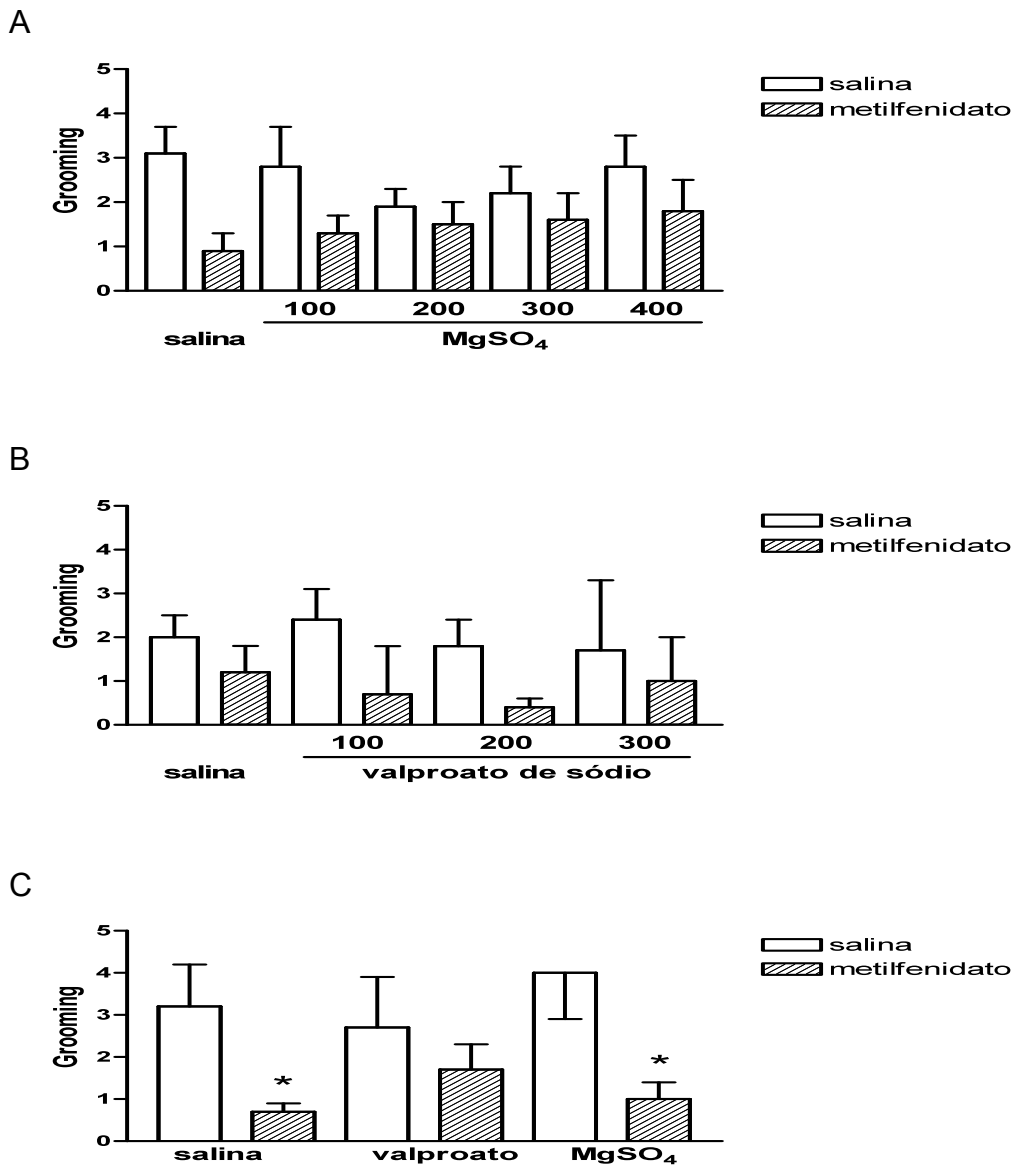 A
5
4
3
2
1
0
Grooming
salina
metilfenidato
100 200 300 400
salina MgSO₄
B
5
4
3
2
1
0
Grooming
salina
metilfenidato
100 200 300
salina valproato de sódio
C
5
4
3
2
1
0
Grooming
salina
metilfenidato
* *
salina valproato MgSO₄